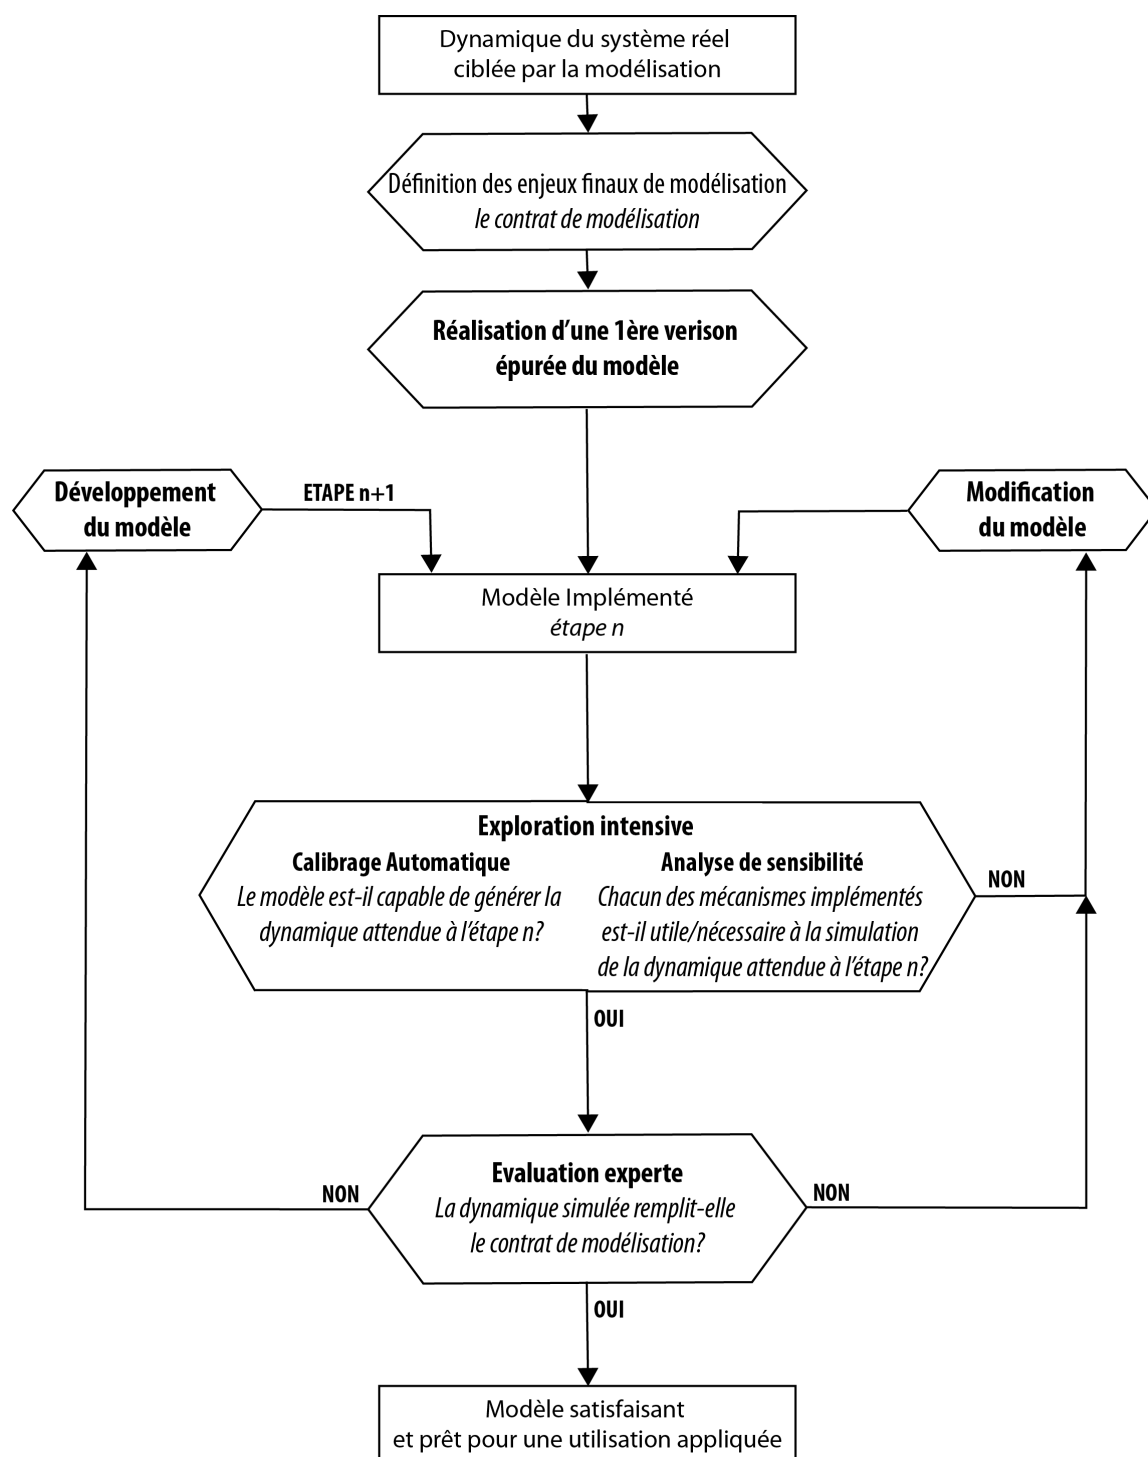 Dynamique du système réel
ciblée par la modélisation
Définition des enjeux finaux de modélisation
le contrat de modélisation
Réalisation d'une 1ère verison
épurée du modèle
Développement
du modèle
ETAPE n+1
Modification
du modèle
Modèle Implémenté
étape n
Exploration intensive
Calibrage Automatique
Le modèle est-il capable de générer la
dynamique attendue à l'étape n?
Analyse de sensibilité
Chacun des mécanismes implémentés
est-il utile/nécessaire à la simulation
de la dynamique attendue à l'étape n?
NON
OUI
Evaluation experte
La dynamique simulée remplit-elle
le contrat de modélisation?
NON
NON
OUI
Modèle satisfaisant
et prêt pour une utilisation appliquée